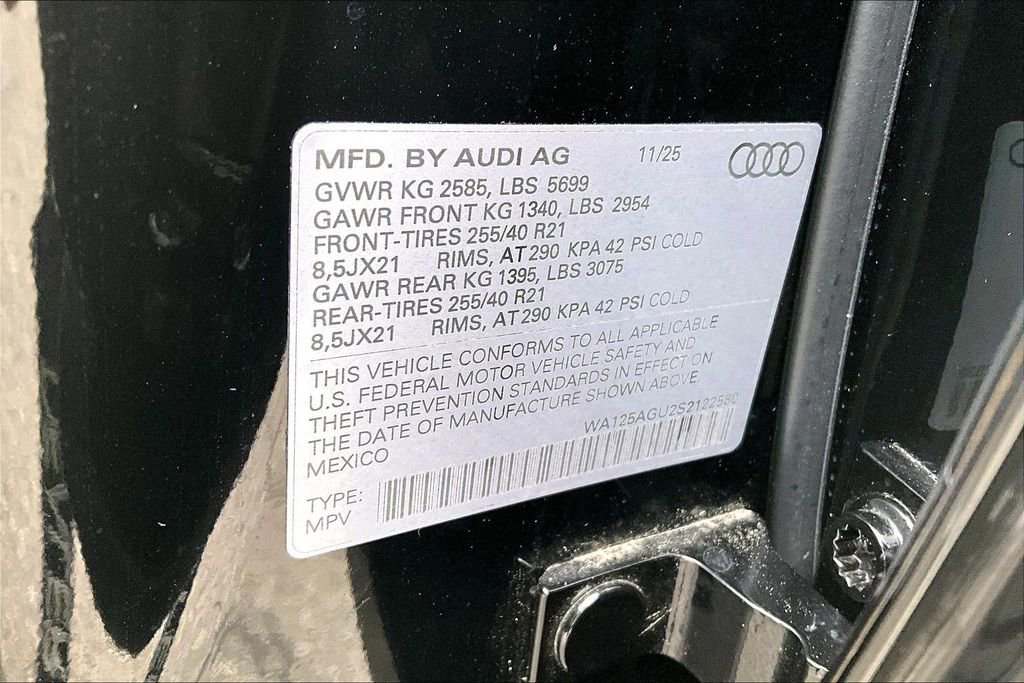 MFD. BY AUDI AG 11/25
GVWR KG 2585, LBS 5699
GAWR FRONT KG 1340, LBS 2954
FRONT-TIRES 255/40 R21
8,5JX21 RIMS, AT 290 KPA 42 PSI COLD
GAWR REAR KG 1395, LBS 3075
REAR-TIRES 255/40 R21
8,5JX21 RIMS, AT 290 KPA 42 PSI COLD
THIS VEHICLE CONFORMS TO ALL APPLICABLE
U.S. FEDERAL MOTOR VEHICLE SAFETY AND
THEFT PREVENTION STANDARDS IN EFFECT ON
THE DATE OF MANUFACTURE SHOWN ABOVE.
MEXICO WA125AGU2S2122580
TYPE:
MPV